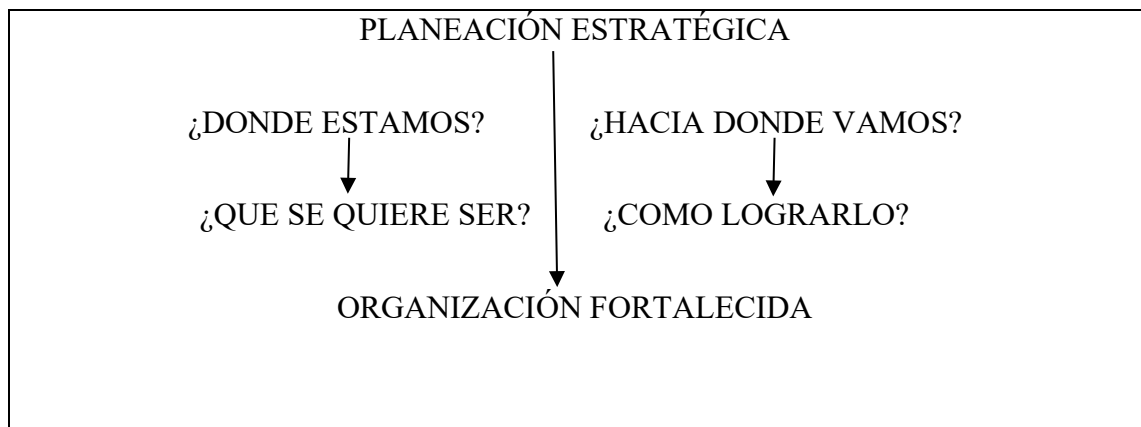 PLANEACIÓN ESTRATÉGICA
¿DONDE ESTAMOS? ¿HACIA DONDE VAMOS?
¿QUE SE QUIERE SER? ¿COMO LOGRARLO?
ORGANIZACIÓN FORTALECIDA